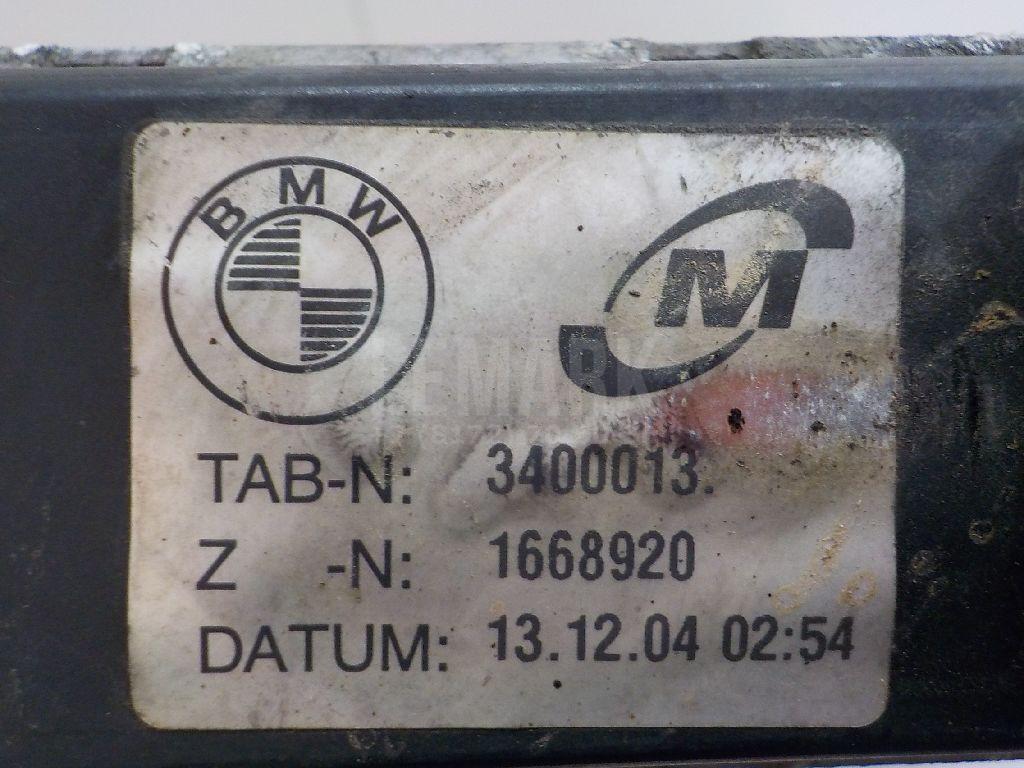 BMW
M
TAB-N: 3400013.
Z -N: 1668920
DATUM: 13.12.04 02:54